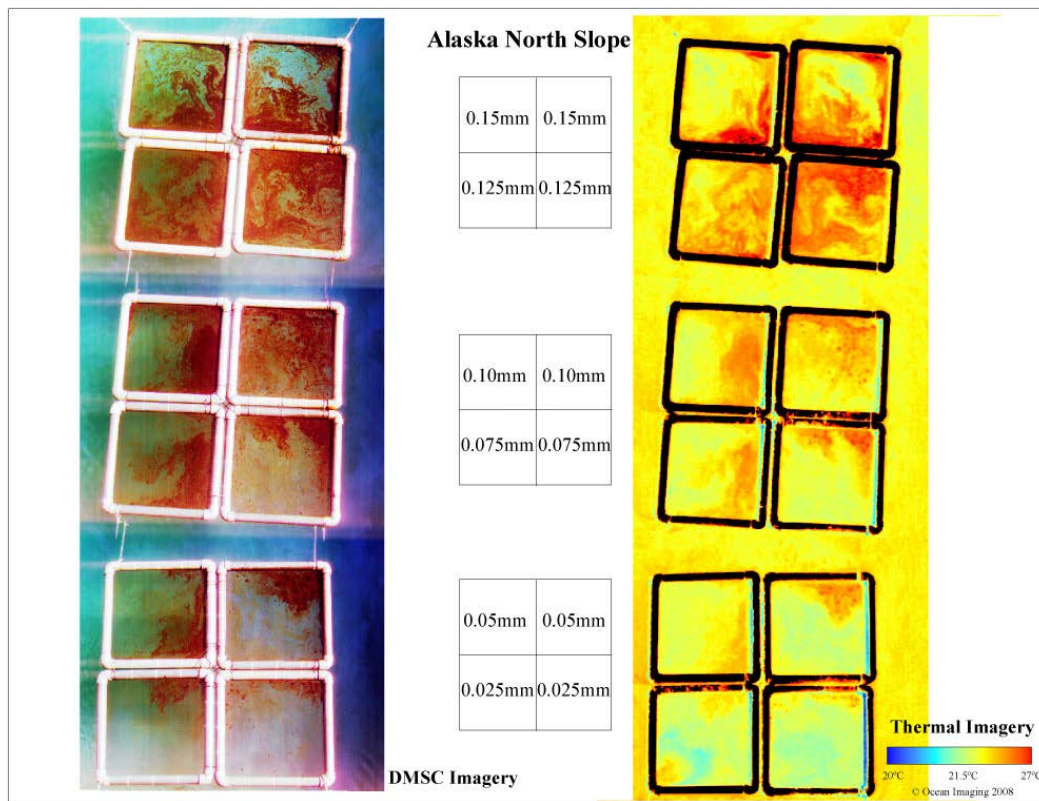 Alaska North Slope
0.15mm 0.15mm
0.125mm 0.125mm
0.10mm 0.10mm
0.075mm 0.075mm
0.05mm 0.05mm
0.025mm 0.025mm
DMSC Imagery
Thermal Imagery
20°C 21.5°C 27°C
© Ocean Imaging 2008